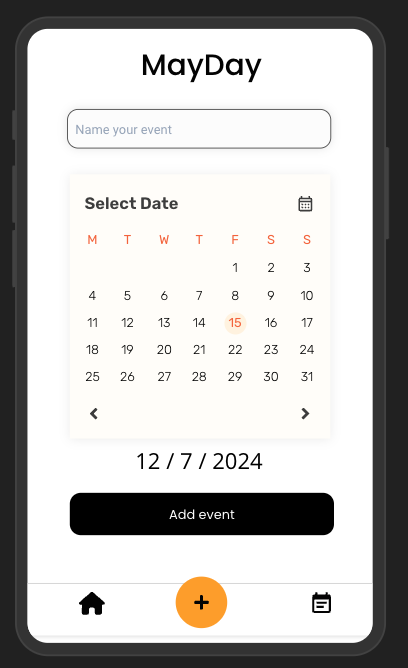 MayDay
Name your event
Select Date
M T W T F S S
1 2 3
4 5 6 7 8 9 10
11 12 13 14 15 16 17
18 19 20 21 22 23 24
25 26 27 28 29 30 31
12 / 7 / 2024
Add event